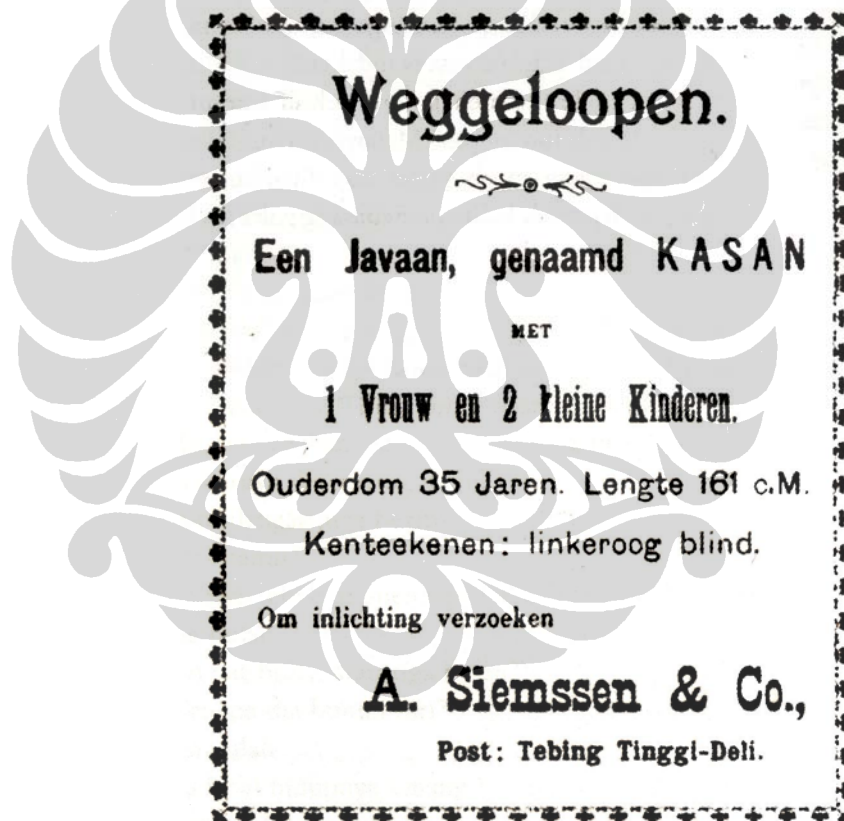 Weggeloopen.
Een Javaan, genaamd KASAN
MET
1 Vrouw en 2 kleine Kinderen.
Ouderdom 35 Jaren. Lengte 161 c.M.
Kenteekenen: linkeroog blind.
Om inlichting verzoeken
A. Siemssen & Co.,
Post: Tebing Tinggi-Deli.